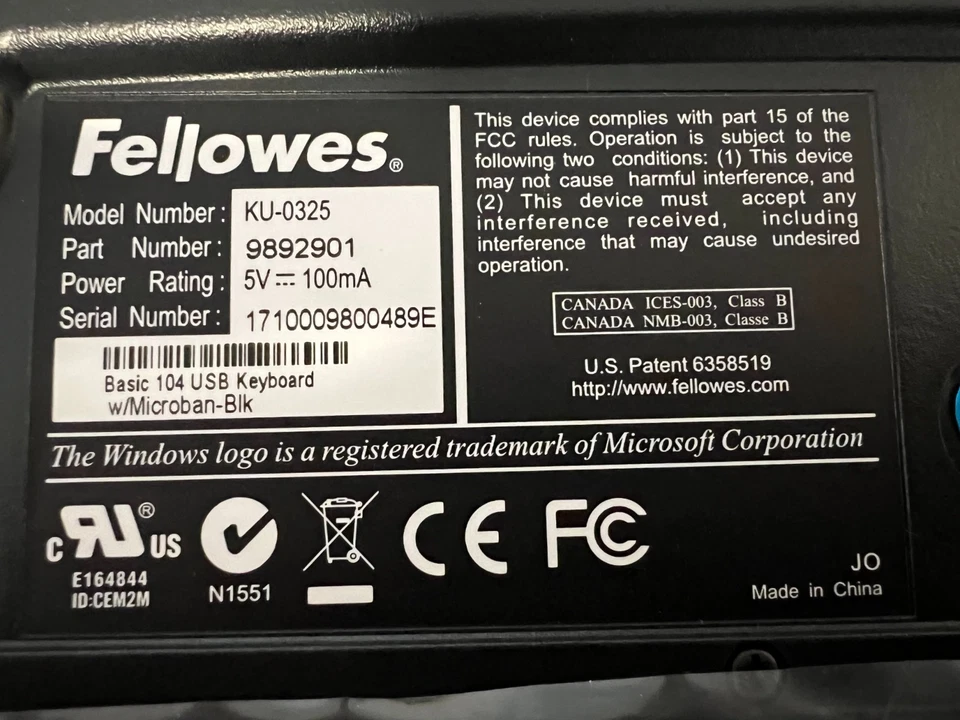 Fellowes®
Model Number: KU-0325
Part Number: 9892901
Power Rating: 5V ⎓ 100mA
Serial Number: 1710009800489E
Basic 104 USB Keyboard
w/Microban-Blk
This device complies with part 15 of the
FCC rules. Operation is subject to the
following two conditions: (1) This device
may not cause harmful interference, and
(2) This device must accept any
interference received, including
interference that may cause undesired
operation.
CANADA ICES-003, Class B
CANADA NMB-003, Classe B
U.S. Patent 6358519
http://www.fellowes.com
The Windows logo is a registered trademark of Microsoft Corporation
c RU® US
E164844
ID:CEM2M
N1551
CE
FC
JO
Made in China